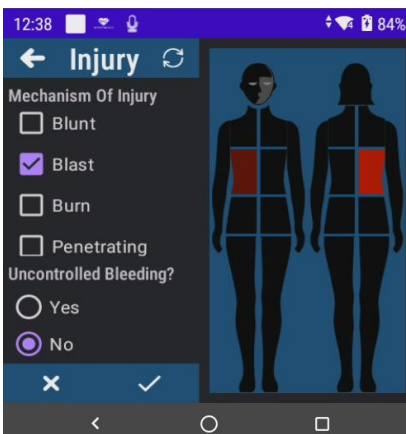 12:38
84%
Injury
Mechanism Of Injury
Blunt
Blast
Burn
Penetrating
Uncontrolled Bleeding?
Yes
No